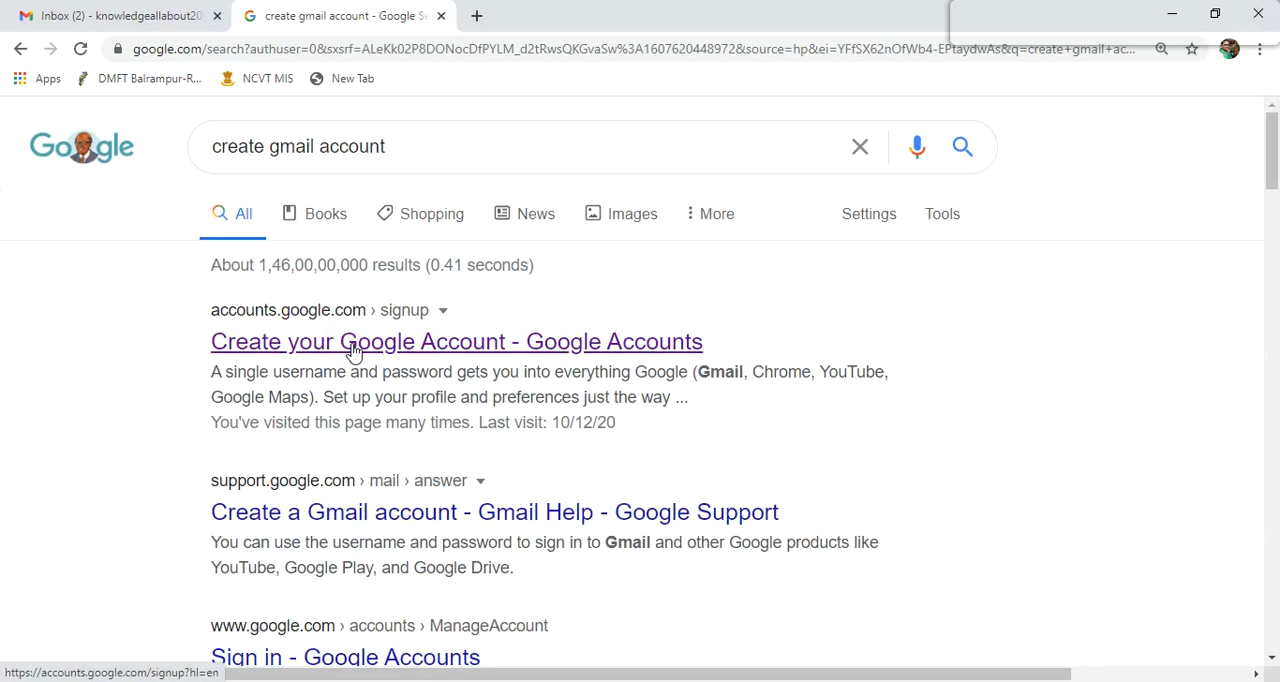 Inbox (2) - knowledgeallabout20
create gmail account - Google Se
google.com/search?authuser=0&sxsrf=ALeKk02P8DONocDfPYLM_d2tRwsQKGvaSw%3A1607620448972&source=hp&ei=YFfSX62nOfWb4-EPtaydwAs&q=create+gmail+ac...
Apps DMFT Balrampur-R... NCVT MIS New Tab
Google
create gmail account
All Books Shopping News Images More Settings Tools
About 1,46,00,00,000 results (0.41 seconds)
accounts.google.com › signup
Create your Google Account - Google Accounts
A single username and password gets you into everything Google (Gmail, Chrome, YouTube,
Google Maps). Set up your profile and preferences just the way ...
You've visited this page many times. Last visit: 10/12/20
support.google.com › mail › answer
Create a Gmail account - Gmail Help - Google Support
You can use the username and password to sign in to Gmail and other Google products like
YouTube, Google Play, and Google Drive.
www.google.com › accounts › ManageAccount
Sign in - Google Accounts
https://accounts.google.com/signup?hl=en